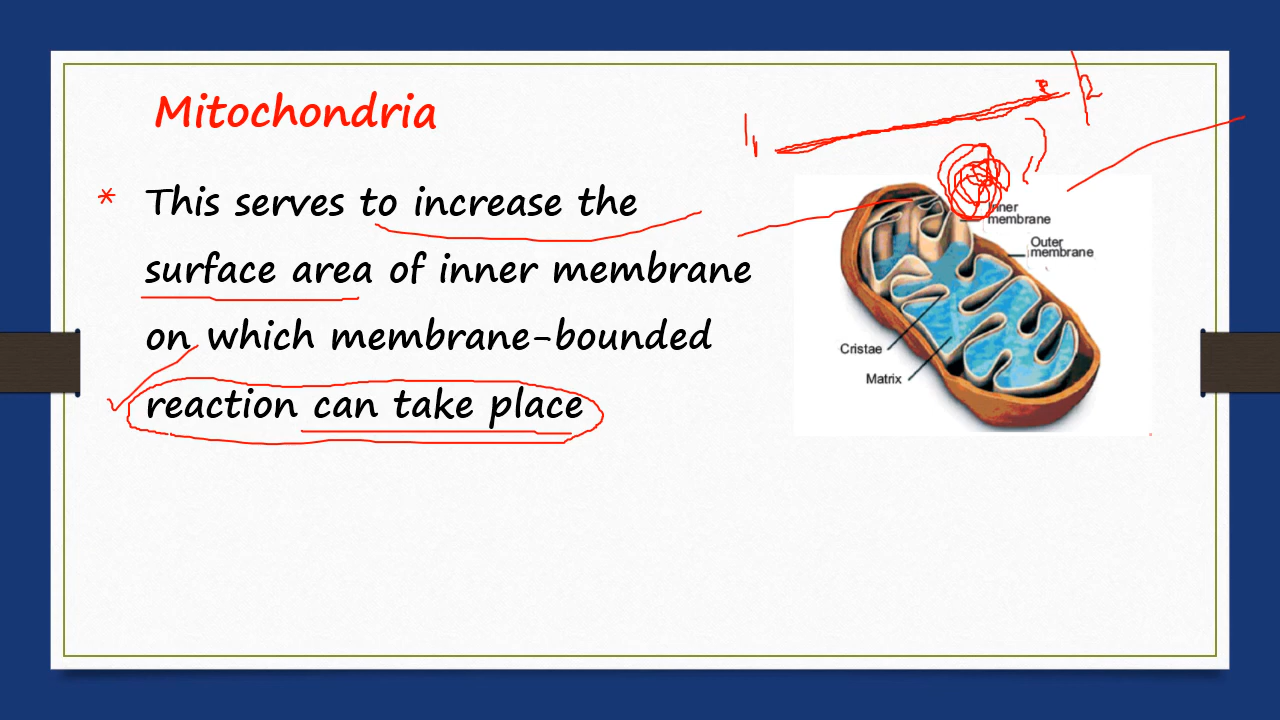 Mitochondria
* This serves to increase the
surface area of inner membrane
on which membrane-bounded
reaction can take place
membrane
Outer
membrane
Cristae
Matrix